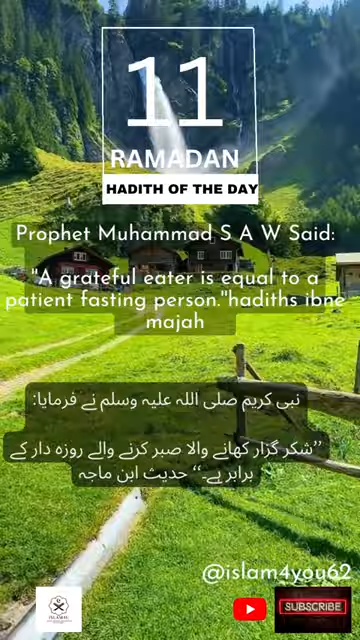 11
RAMADAN
HADITH OF THE DAY
Prophet Muhammad S A W Said:
"A grateful eater is equal to a
patient fasting person."hadiths ibne
majah
نبی کریم صلی اللہ علیہ وسلم نے فرمایا:
’’شکر گزار کھانے والا صبر کرنے والے روزہ دار کے
برابر ہے۔‘‘ حدیث ابن ماجہ
@islam4you62
SUBSCRIBE